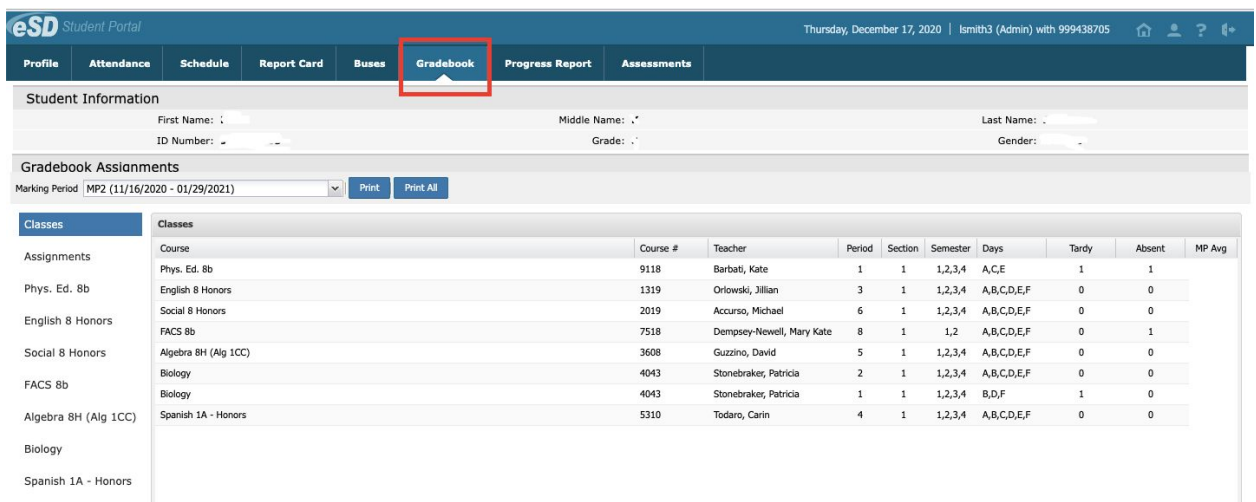 eSD Student Portal
Thursday, December 17, 2020 | lsmith3 (Admin) with 999438705 ?
Profile Attendance Schedule Report Card Buses Gradebook Progress Report Assessments
Student Information
First Name: Middle Name: Last Name:
ID Number: Grade: Gender:
Gradebook Assignments
Marking Period MP2 (11/16/2020 - 01/29/2021) Print Print All
Classes
Assignments
Phys. Ed. 8b
English 8 Honors
Social 8 Honors
FACS 8b
Algebra 8H (Alg 1CC)
Biology
Spanish 1A - Honors
Classes
Course Course # Teacher Period Section Semester Days Tardy Absent MP Avg
Phys. Ed. 8b 9118 Barbati, Kate 1 1 1,2,3,4 A,C,E 1 1
English 8 Honors 1319 Orlowski, Jillian 3 1 1,2,3,4 A,B,C,D,E,F 0 0
Social 8 Honors 2019 Accurso, Michael 6 1 1,2,3,4 A,B,C,D,E,F 0 0
FACS 8b 7518 Dempsey-Newell, Mary Kate 8 1 1,2 A,B,C,D,E,F 0 1
Algebra 8H (Alg 1CC) 3608 Guzzino, David 5 1 1,2,3,4 A,B,C,D,E,F 0 0
Biology 4043 Stonebraker, Patricia 2 1 1,2,3,4 A,B,C,D,E,F 0 0
Biology 4043 Stonebraker, Patricia 1 1 1,2,3,4 B,D,F 1 0
Spanish 1A - Honors 5310 Todaro, Carin 4 1 1,2,3,4 A,B,C,D,E,F 0 0